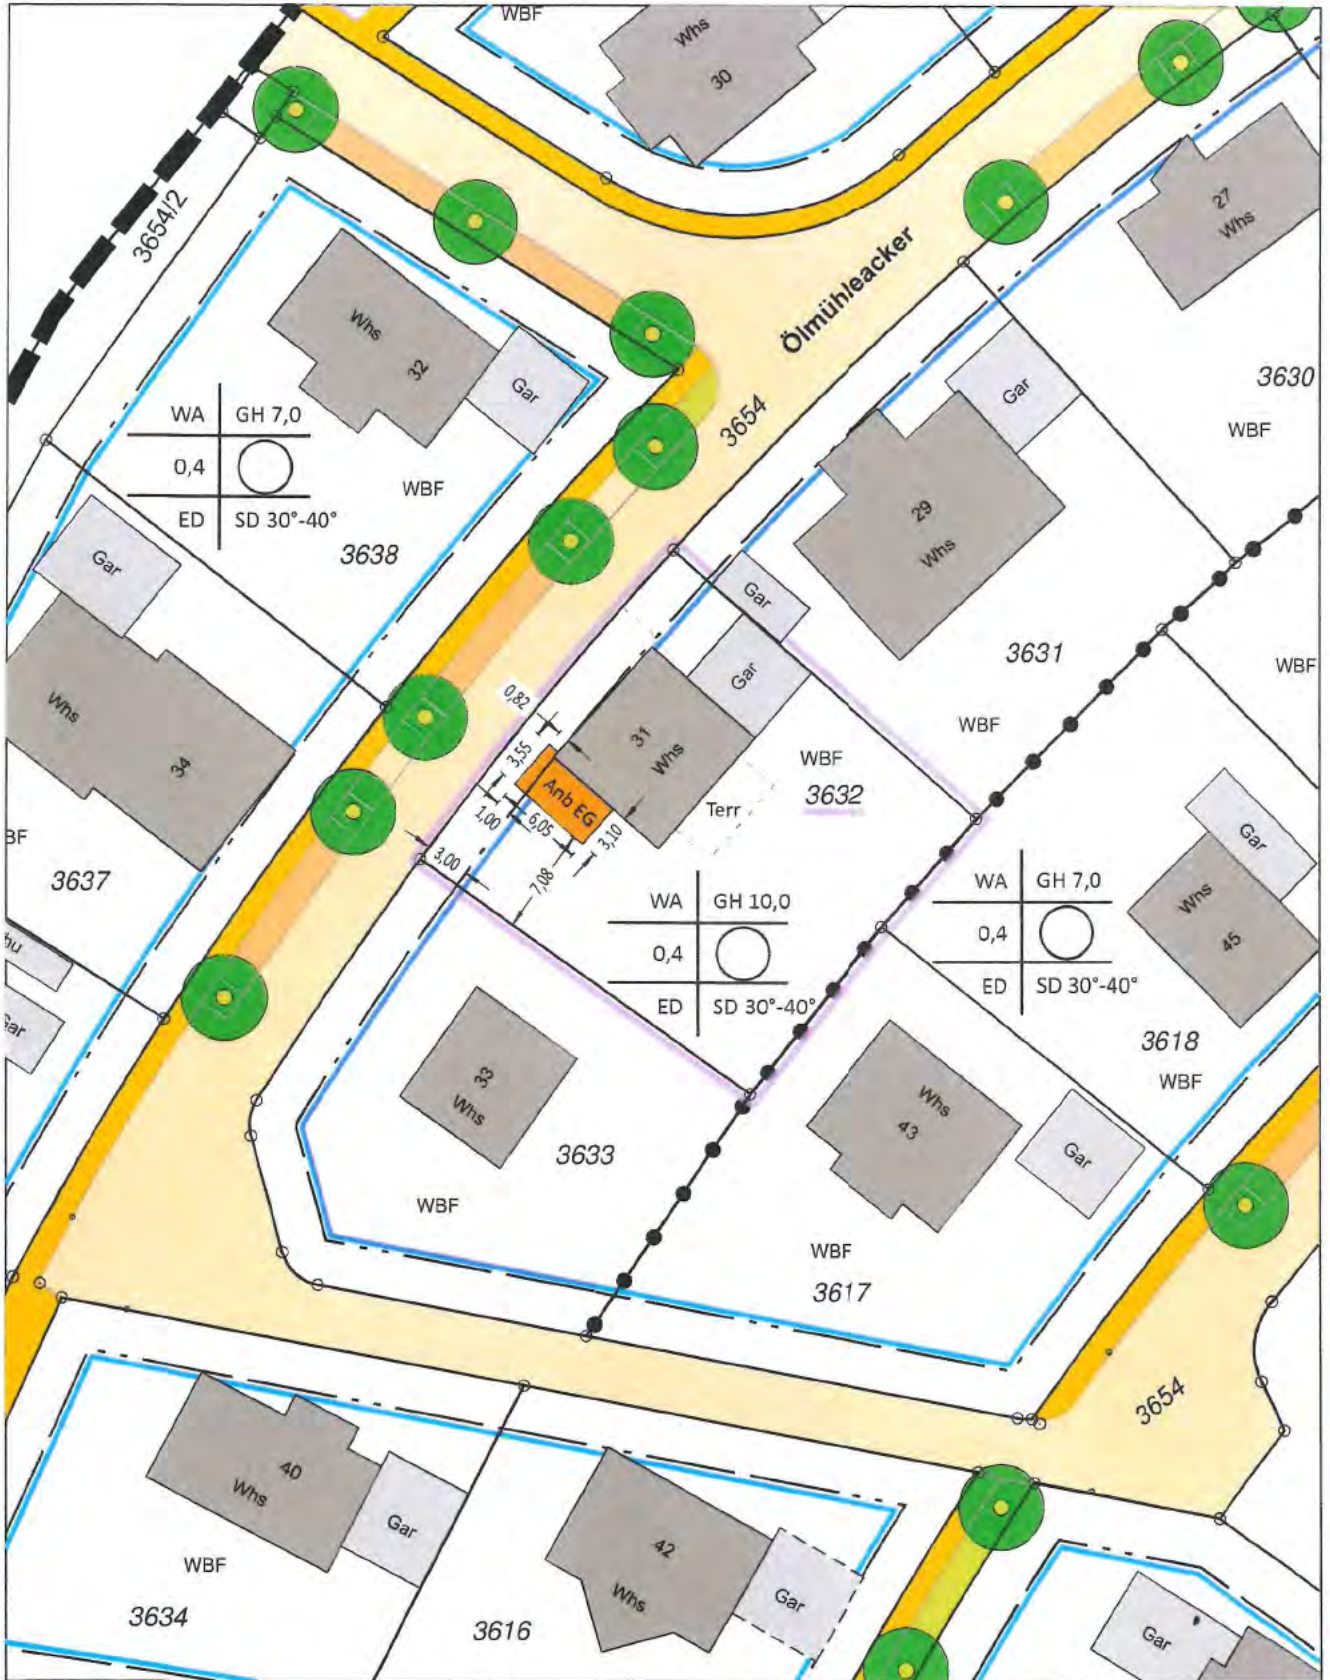 WBF
Whs
30
3654/2
27
Whs
Ölmühleacker
Whs
32
Gar
3630
WBF
WA GH 7,0
0,4
ED SD 30°-40°
WBF
3638
3654
Gar
29
Whs
Gar
Gar
Gar
3631
WBF
WBF
0,82
31
Whs
3,55
Anb EG
1,00
6,05
3,10
3,00
7,08
Terr
WBF
3632
Whs
34
BF
3637
WA GH 10,0
0,4
ED SD 30°-40°
WA GH 7,0
0,4
ED SD 30°-40°
Gar
Whs
45
hu
Gar
3618
WBF
33
Whs
3633
WBF
Whs
43
Gar
WBF
3617
3654
40
Whs
Gar
WBF
3634
42
Whs
Gar
3616
Gar